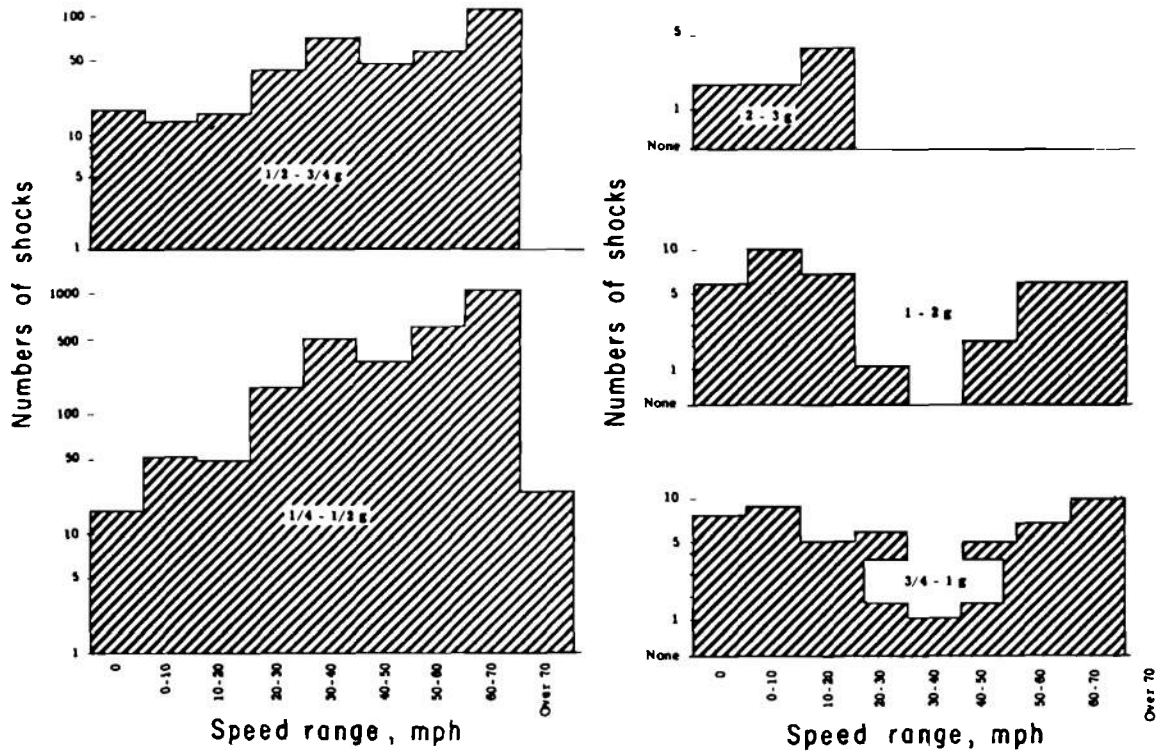 Numbers of shocks
100
50
10
5
1
1/2 - 3/4 g
1000
500
100
50
10
5
1
1/4 - 1/2 g
0
0-10
10-20
20-30
30-40
40-50
50-60
60-70
Over 70
Speed range, mph
Numbers of shocks
5
1
None
2 - 3 g
10
5
1
None
1 - 2 g
10
5
1
None
3/4 - 1 g
0
0-10
10-20
20-30
30-40
40-50
50-60
60-70
Over 70
Speed range, mph